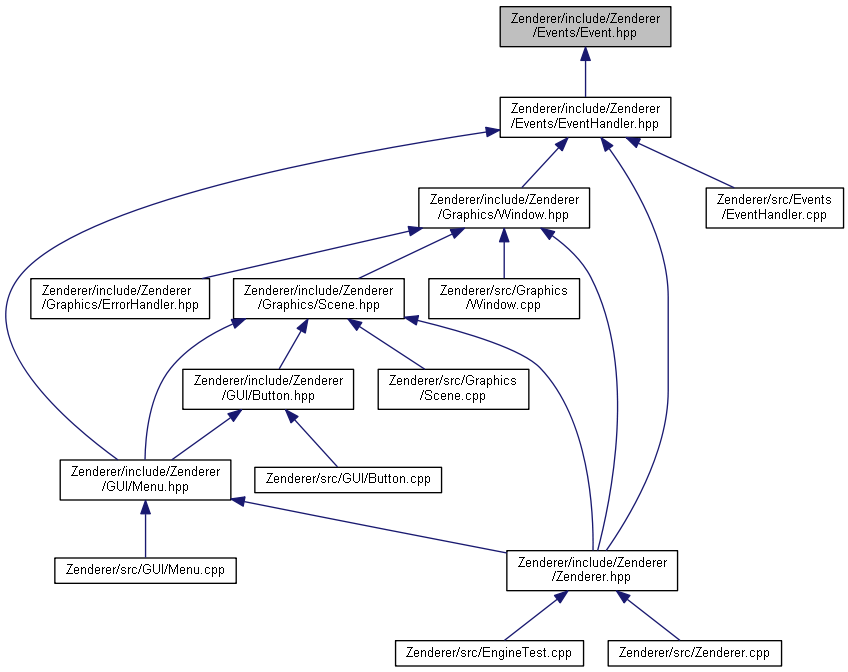 Zenderer/include/Zenderer
/Events/Event.hpp
Zenderer/include/Zenderer
/Events/EventHandler.hpp
Zenderer/include/Zenderer
/Graphics/Window.hpp
Zenderer/src/Events
/EventHandler.cpp
Zenderer/include/Zenderer
/Graphics/ErrorHandler.hpp
Zenderer/include/Zenderer
/Graphics/Scene.hpp
Zenderer/src/Graphics
/Window.cpp
Zenderer/include/Zenderer
/GUI/Button.hpp
Zenderer/src/Graphics
/Scene.cpp
Zenderer/include/Zenderer
/GUI/Menu.hpp
Zenderer/src/GUI/Button.cpp
Zenderer/src/GUI/Menu.cpp
Zenderer/include/Zenderer
/Zenderer.hpp
Zenderer/src/EngineTest.cpp
Zenderer/src/Zenderer.cpp